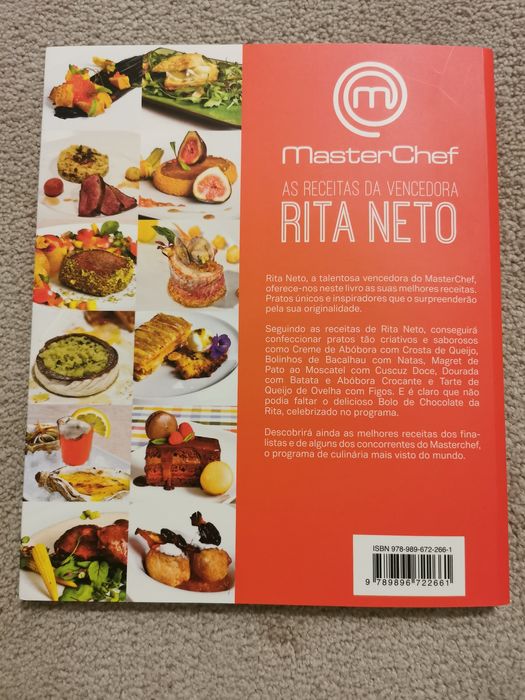 m
MasterChef
AS RECEITAS DA VENCEDORA
RITA NETO
Rita Neto, a talentosa vencedora do MasterChef,
oferece-nos neste livro as suas melhores receitas.
Pratos únicos e inspiradores que o surpreenderão
pela sua originalidade.
Seguindo as receitas de Rita Neto, conseguirá
confeccionar pratos tão criativos e saborosos
como Creme de Abóbora com Crosta de Queijo,
Bolinhos de Bacalhau com Natas, Magret de
Pato ao Moscatel com Cuscuz Doce, Dourada
com Batata e Abóbora Crocante e Tarte de
Queijo de Ovelha com Figos. E é claro que não
podia faltar o delicioso Bolo de Chocolate da
Rita, celebrizado no programa.
Descobrirá ainda as melhores receitas dos fina-
listas e de alguns dos concorrentes do Masterchef,
o programa de culinária mais visto do mundo.
ISBN 978-989-672-266-1
9 789896 722661